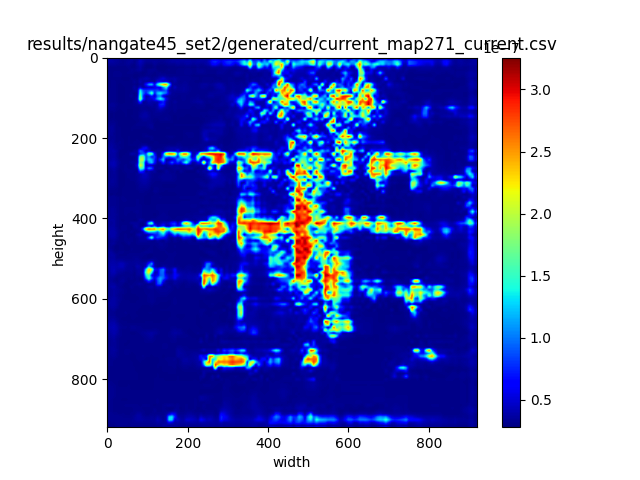 results/nangate45_set2/generated/current_map271_current.csv
1e−7
0
200
400
600
800
height
0 200 400 600 800
width
3.0
2.5
2.0
1.5
1.0
0.5